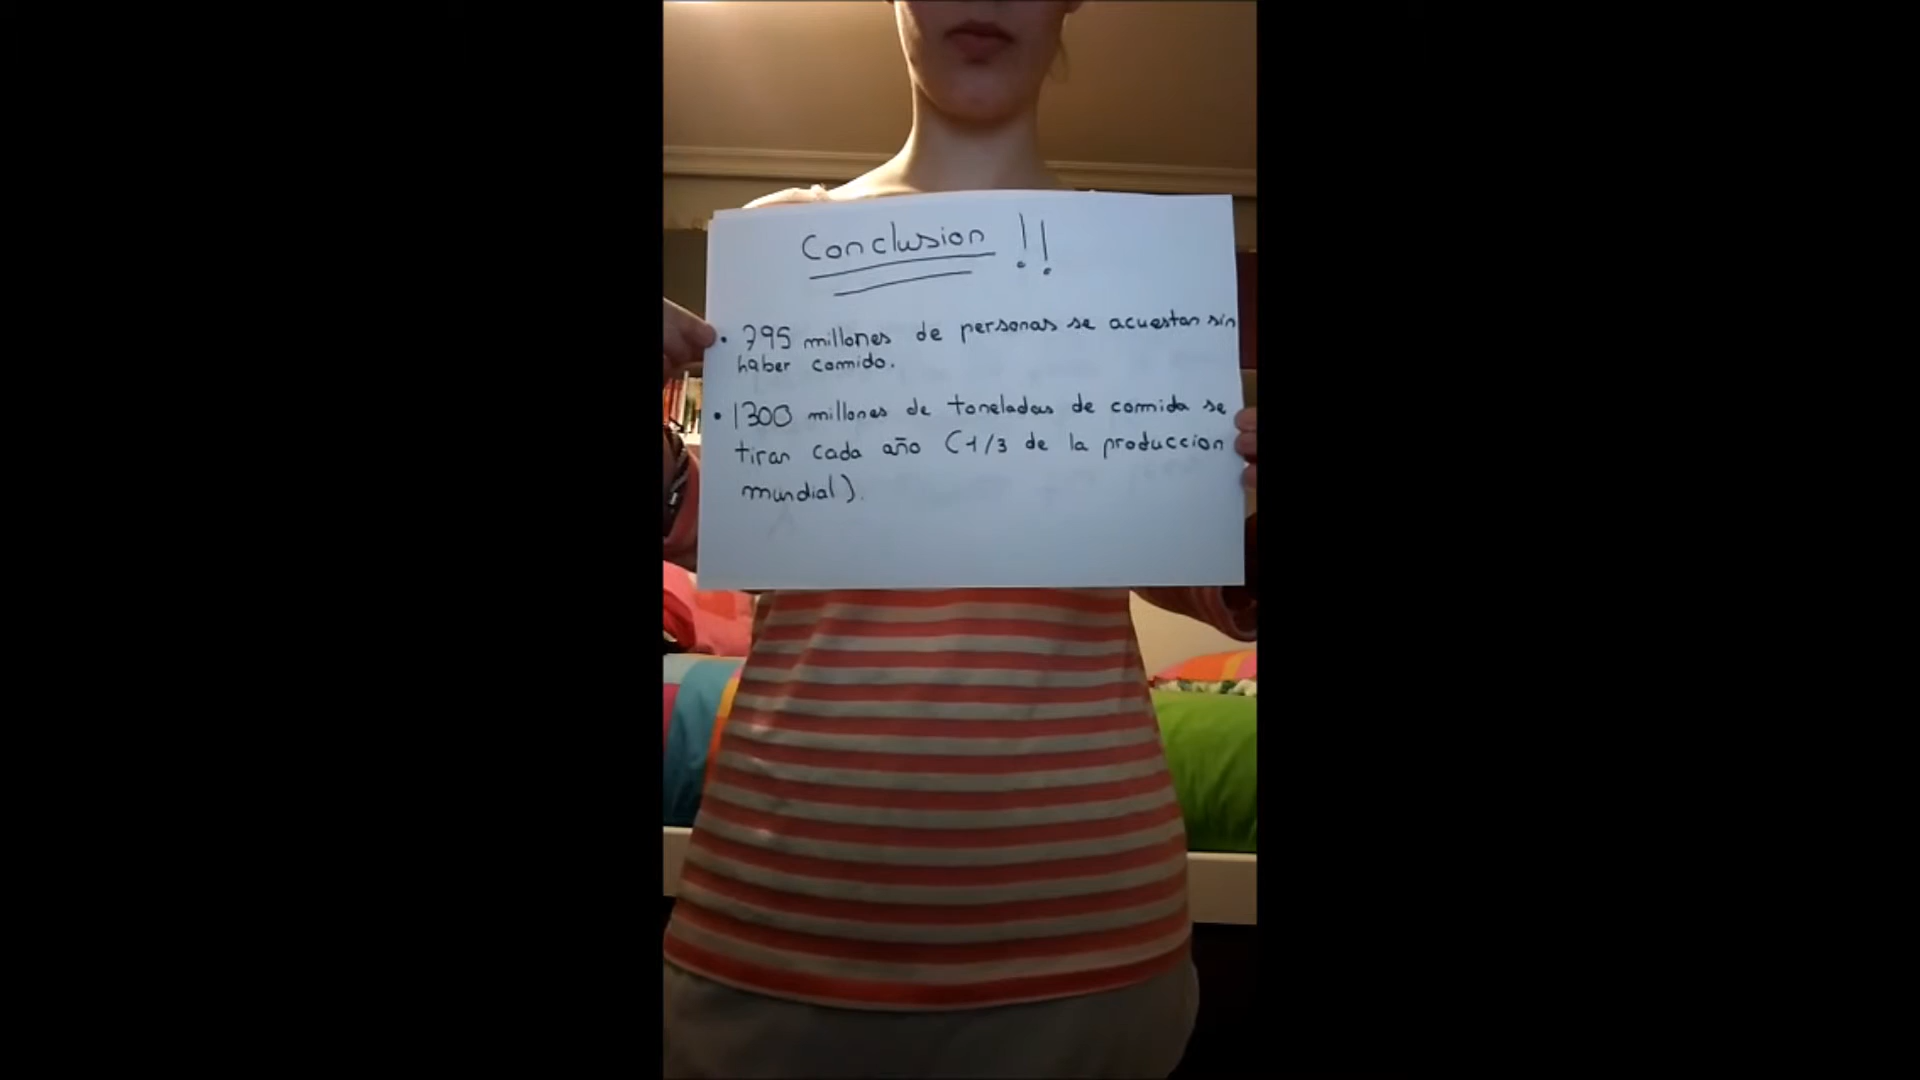 Conclusion !!
• 795 millones de personas se acuestan sin
haber comido.
• 1300 millones de toneladas de comida se
tiran cada año (1/3 de la produccion
mundial).